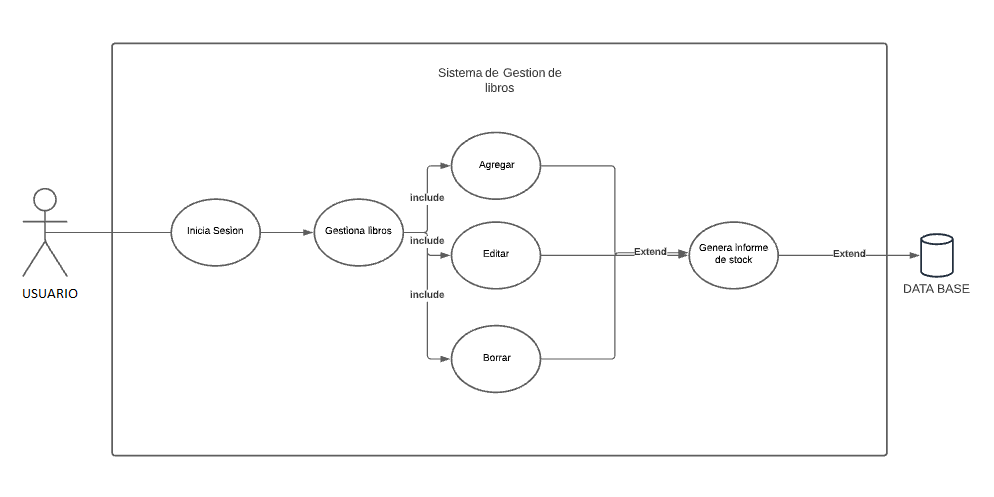 Sistema de Gestion de
libros
Agregar
include
Inicia Sesion
Gestiona libros
include
Editar
Extend
Genera informe
de stock
Extend
USUARIO
DATA BASE
include
Borrar